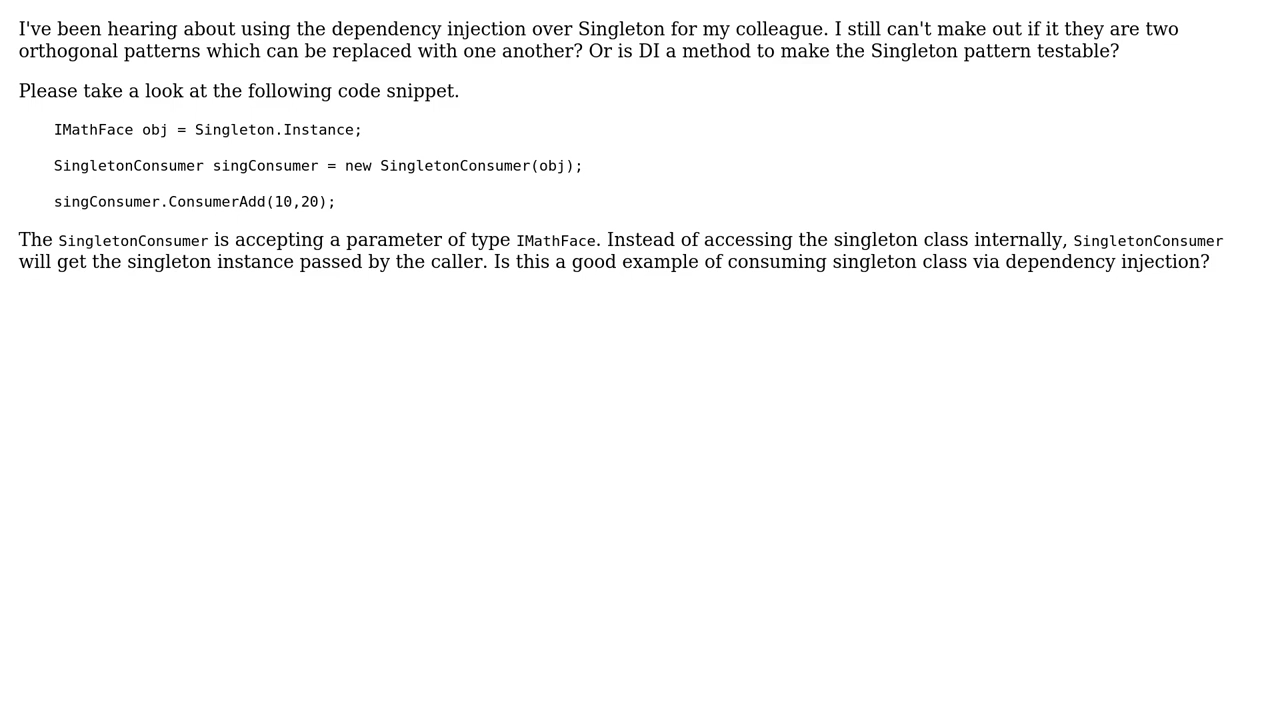 I've been hearing about using the dependency injection over Singleton for my colleague. I still can't make out if it they are two
orthogonal patterns which can be replaced with one another? Or is DI a method to make the Singleton pattern testable?
Please take a look at the following code snippet.
IMathFace obj = Singleton.Instance;
SingletonConsumer singConsumer = new SingletonConsumer(obj);
singConsumer.ConsumerAdd(10,20);
The SingletonConsumer is accepting a parameter of type IMathFace. Instead of accessing the singleton class internally, SingletonConsumer
will get the singleton instance passed by the caller. Is this a good example of consuming singleton class via dependency injection?